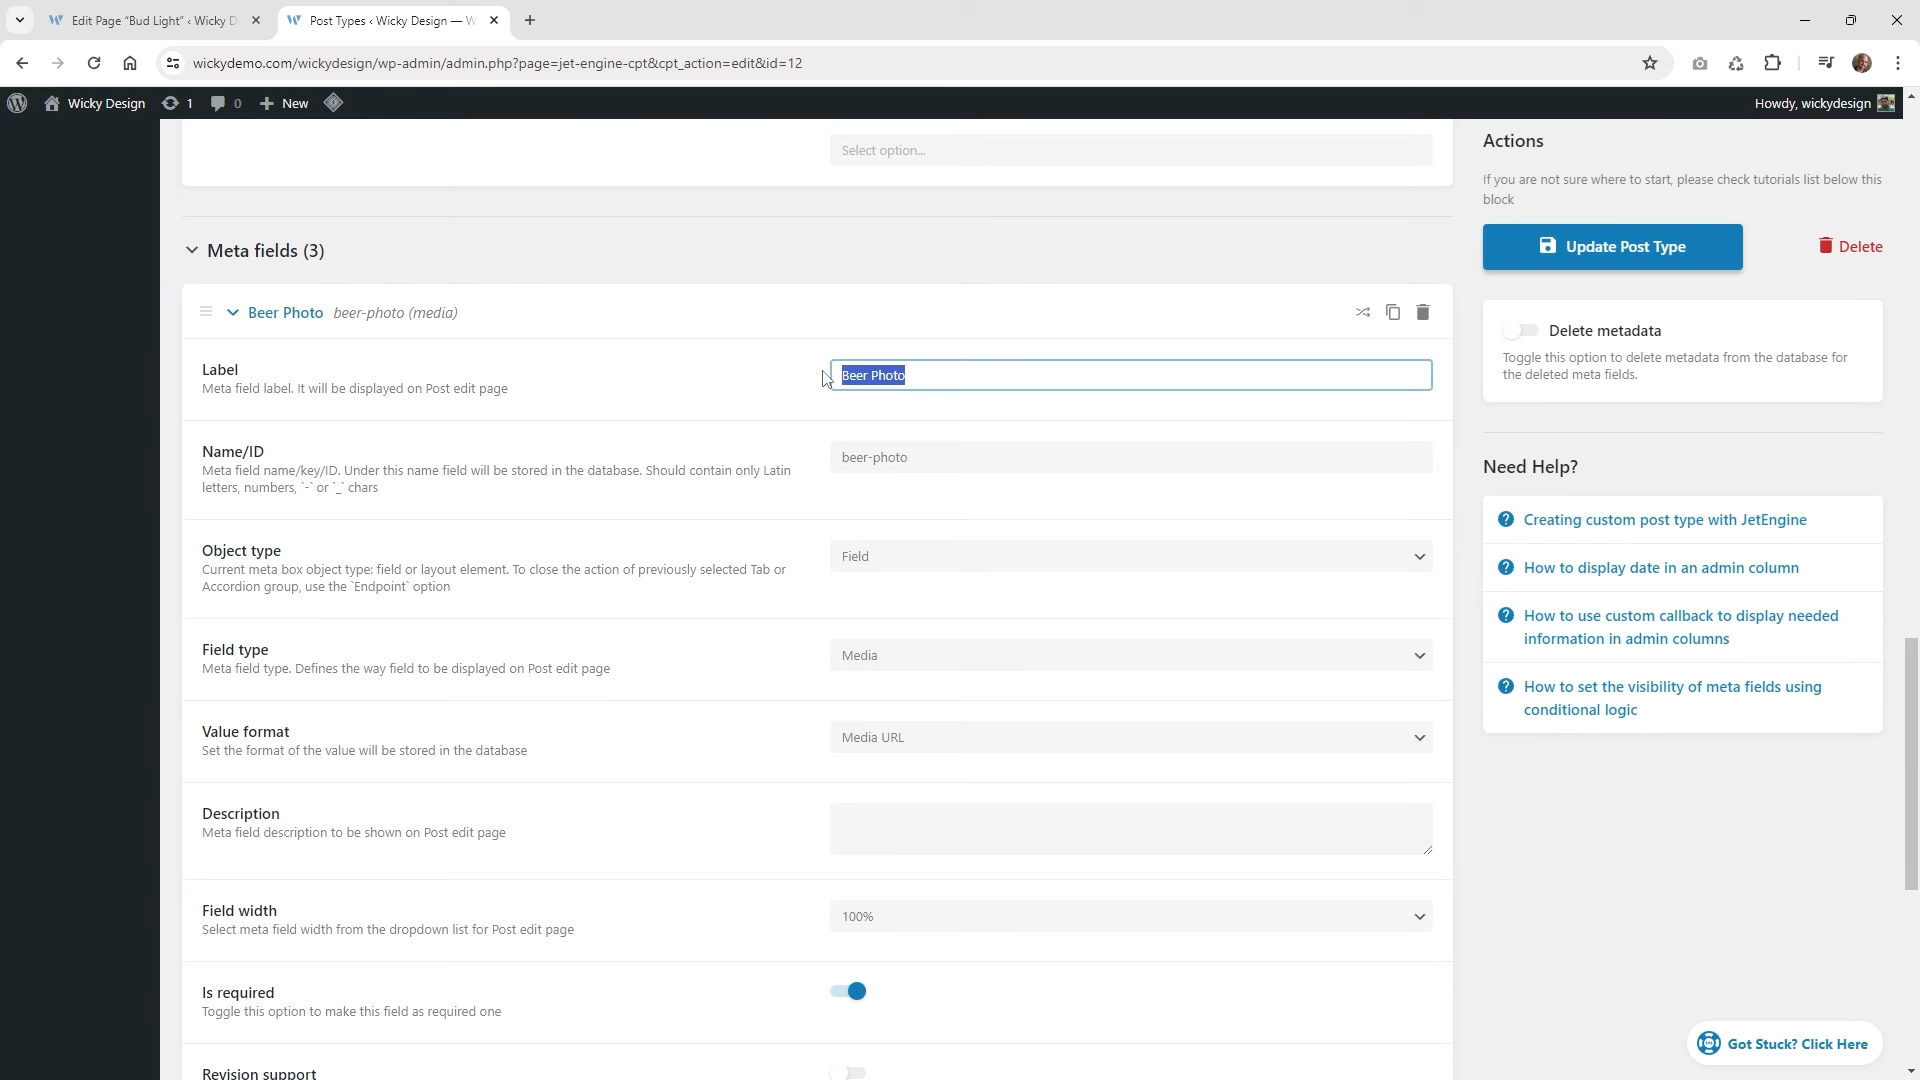 Edit Page “Bud Light” ‹ Wicky D
Post Types ‹ Wicky Design — W
wickydemo.com/wickydesign/wp-admin/admin.php?page=jet-engine-cpt&cpt_action=edit&id=12
Wicky Design
1
0
New
Howdy, wickydesign
Select option...
Meta fields (3)
Beer Photo beer-photo (media)
Label
Meta field label. It will be displayed on Post edit page
Beer Photo
Name/ID
Meta field name/key/ID. Under this name field will be stored in the database. Should contain only Latin
letters, numbers, `-` or `_` chars
beer-photo
Object type
Current meta box object type: field or layout element. To close the action of previously selected Tab or
Accordion group, use the `Endpoint` option
Field
Field type
Meta field type. Defines the way field to be displayed on Post edit page
Media
Value format
Set the format of the value will be stored in the database
Media URL
Description
Meta field description to be shown on Post edit page
Field width
Select meta field width from the dropdown list for Post edit page
100%
Is required
Toggle this option to make this field as required one
Revision support
Actions
If you are not sure where to start, please check tutorials list below this
block
Update Post Type
Delete
Delete metadata
Toggle this option to delete metadata from the database for
the deleted meta fields.
Need Help?
Creating custom post type with JetEngine
How to display date in an admin column
How to use custom callback to display needed
information in admin columns
How to set the visibility of meta fields using
conditional logic
Got Stuck? Click Here